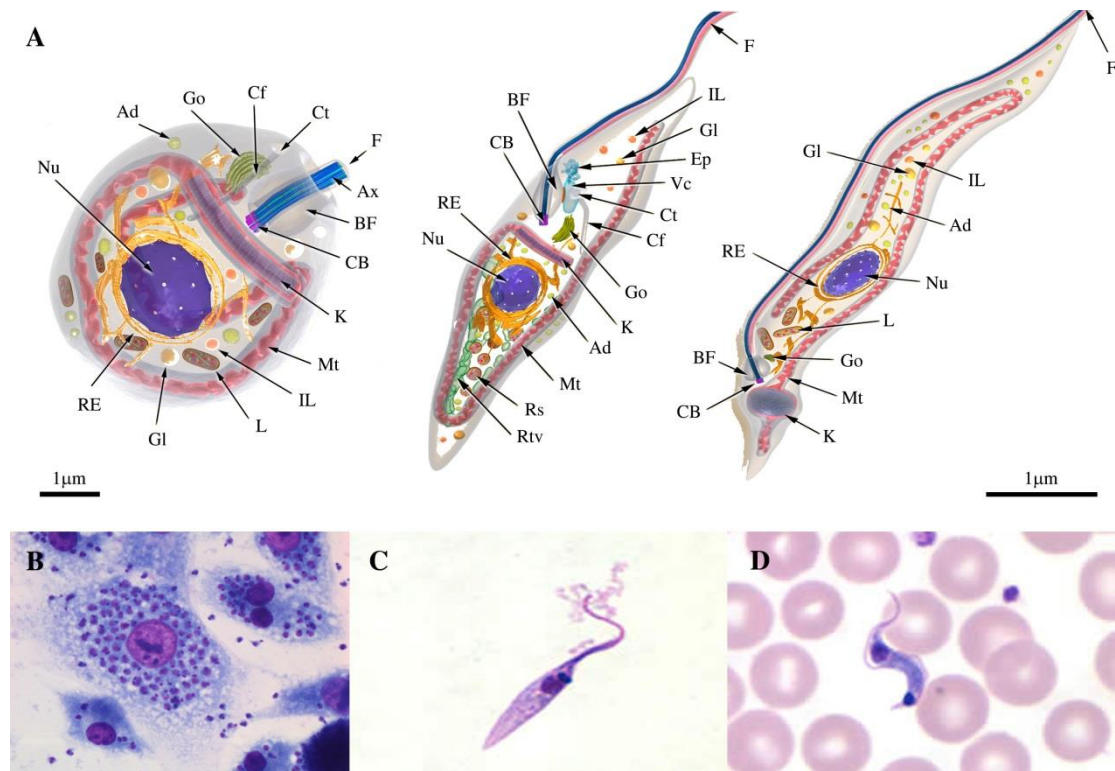 A
Ad
Go
Cf
Ct
F
Nu
Ax
BF
CB
K
Mt
RE
Gl
L
IL
1µm
F
BF
IL
CB
Gl
Ep
Vc
RE
Ct
Nu
Cf
Go
K
Ad
Mt
Rs
Rtv
F
Gl
IL
Ad
RE
Nu
L
BF
Go
CB
Mt
K
1µm
B
C
D